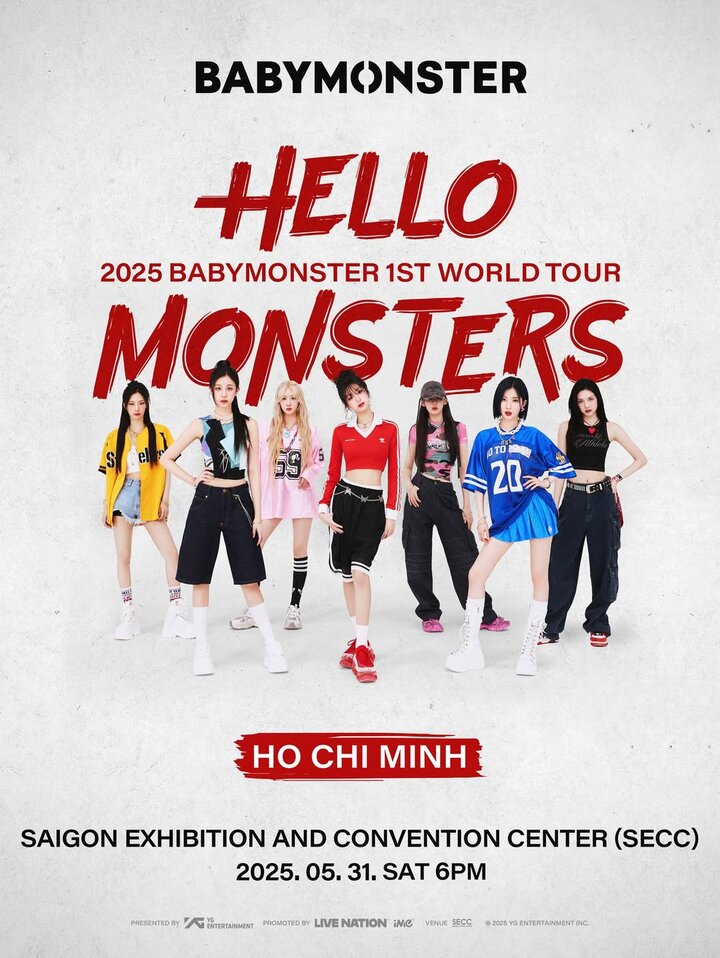 BABYMONSTER
HELLO
2025 BABYMONSTER 1ST WORLD TOUR
MONSTERS
20
HO CHI MINH
SAIGON EXHIBITION AND CONVENTION CENTER (SECC)
2025. 05. 31. SAT 6PM
PRESENTED BY YG ENTERTAINMENT PROMOTED BY LIVE NATION iMe VENUE SECC © 2025 YG ENTERTAINMENT INC.